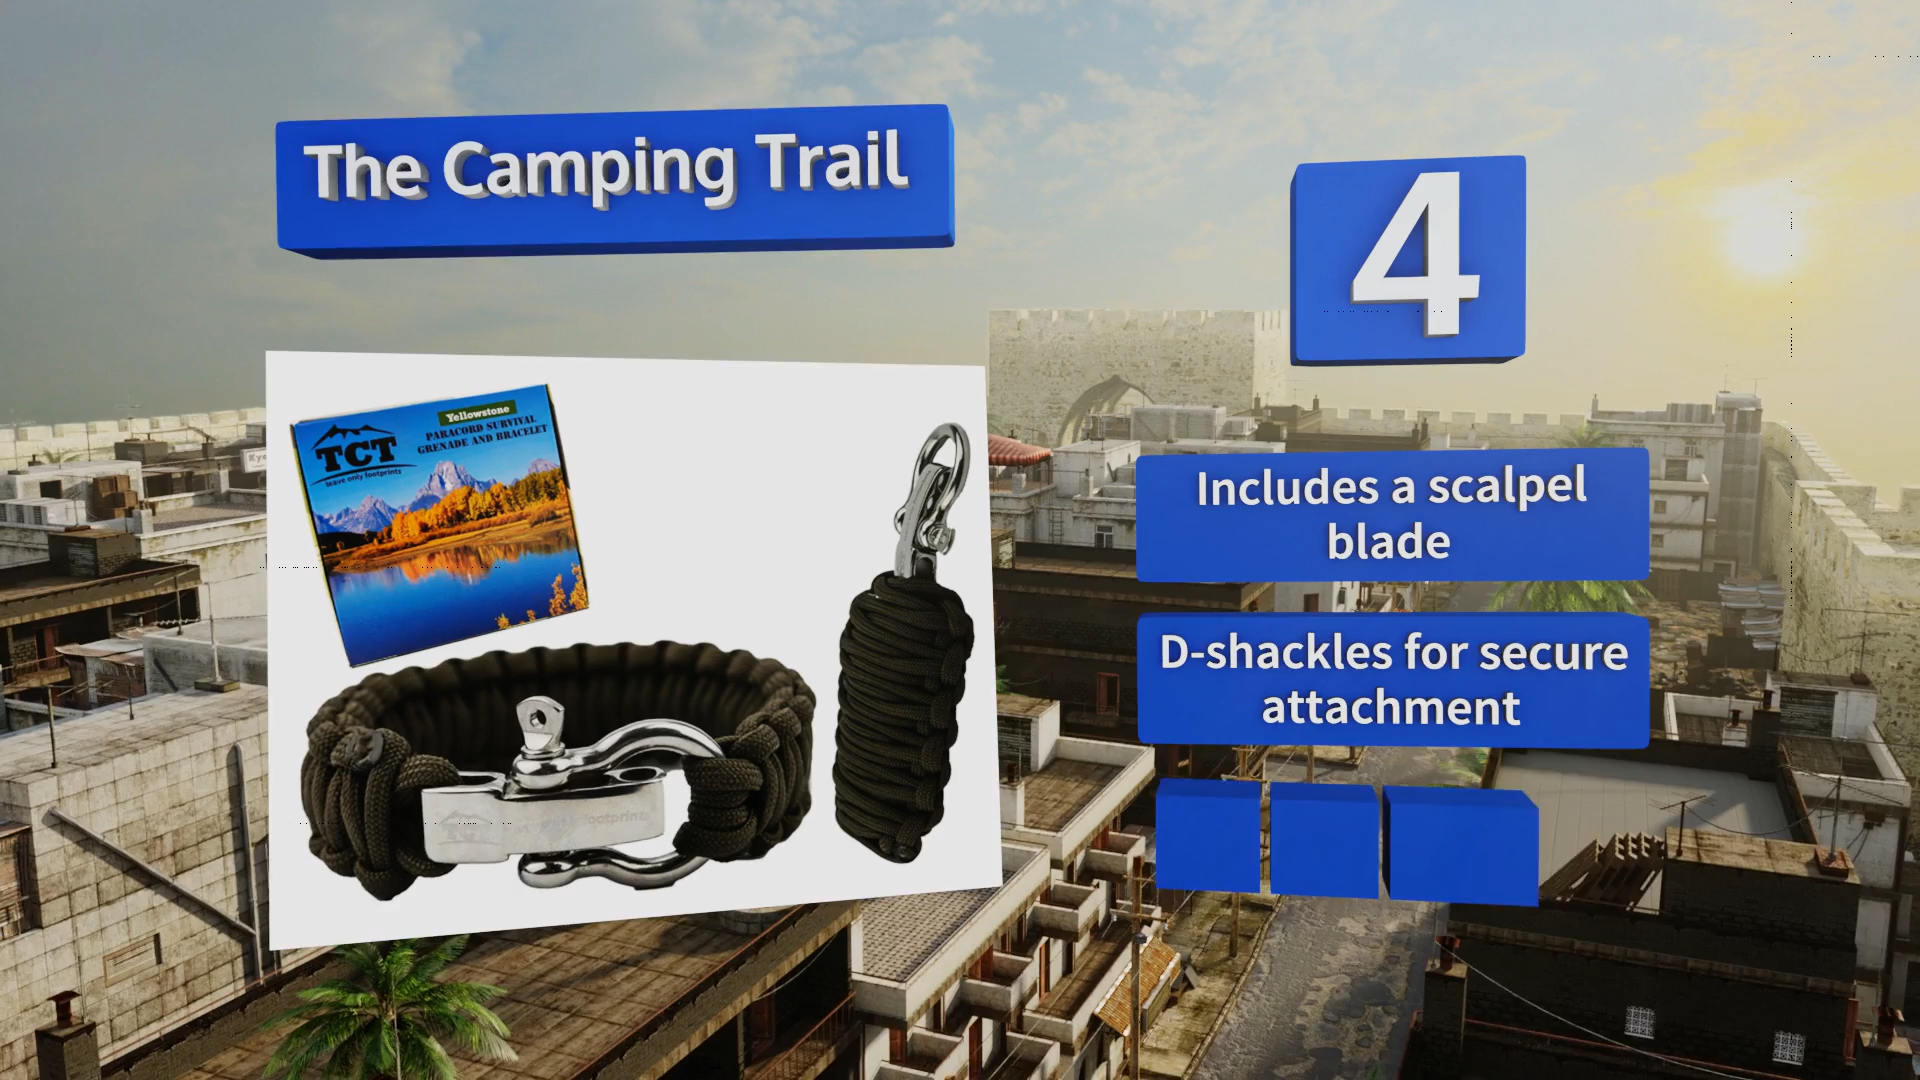 The Camping Trail
4
Yellowstone
PARACORD SURVIVAL
GRENADE AND BRACELET
TCT
leave only footprints
Includes a scalpel
blade
D-shackles for secure
attachment
footprints